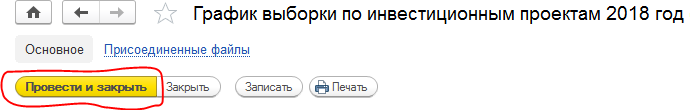 График выборки по инвестиционным проектам 2018 год
Основное Присоединенные файлы
Провести и закрыть Закрыть Записать Печать